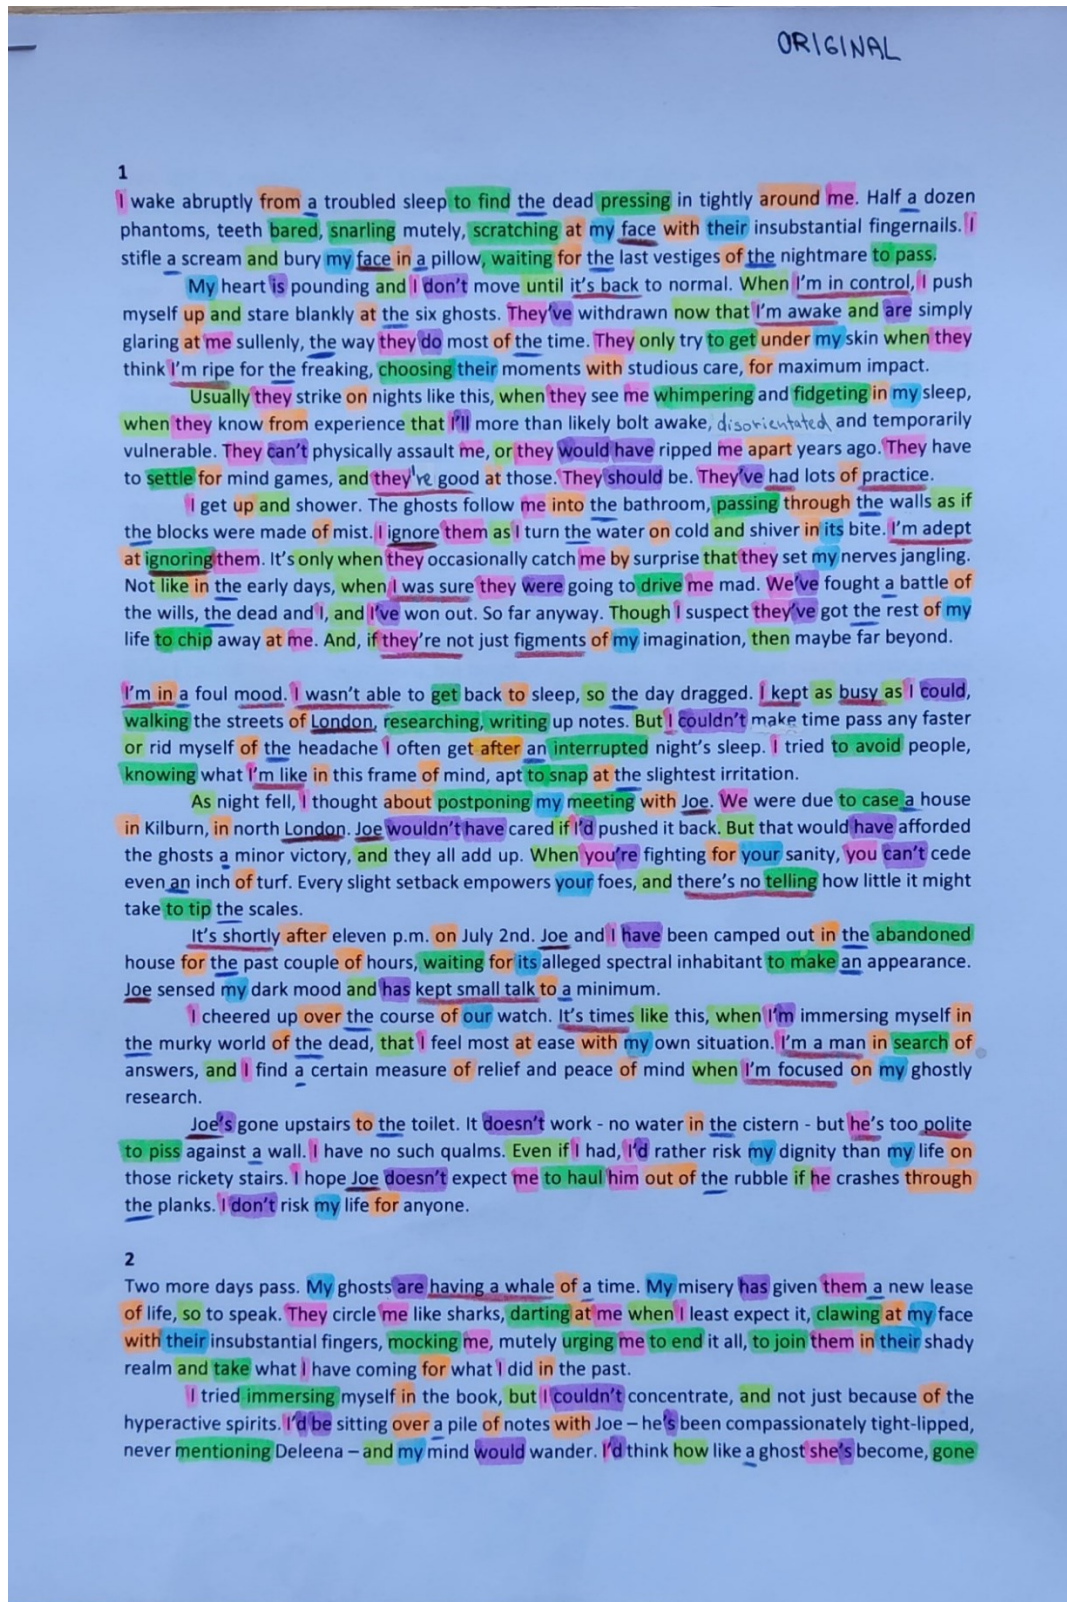 ORIGINAL
1
I wake abruptly from a troubled sleep to find the dead pressing in tightly around me. Half a dozen
phantoms, teeth bared, snarling mutely, scratching at my face with their insubstantial fingernails. I
stifle a scream and bury my face in a pillow, waiting for the last vestiges of the nightmare to pass.
My heart is pounding and I don't move until it's back to normal. When I'm in control, I push
myself up and stare blankly at the six ghosts. They've withdrawn now that I'm awake and are simply
glaring at me sullenly, the way they do most of the time. They only try to get under my skin when they
think I'm ripe for the freaking, choosing their moments with studious care, for maximum impact.
Usually they strike on nights like this, when they see me whimpering and fidgeting in my sleep,
when they know from experience that I'll more than likely bolt awake, disorientated and temporarily
vulnerable. They can't physically assault me, or they would have ripped me apart years ago. They have
to settle for mind games, and they're good at those. They should be. They've had lots of practice.
I get up and shower. The ghosts follow me into the bathroom, passing through the walls as if
the blocks were made of mist. I ignore them as I turn the water on cold and shiver in its bite. I'm adept
at ignoring them. It's only when they occasionally catch me by surprise that they set my nerves jangling.
Not like in the early days, when I was sure they were going to drive me mad. We've fought a battle of
the wills, the dead and I, and I've won out. So far anyway. Though I suspect they've got the rest of my
life to chip away at me. And, if they're not just figments of my imagination, then maybe far beyond.
I'm in a foul mood. I wasn't able to get back to sleep, so the day dragged. I kept as busy as I could,
walking the streets of London, researching, writing up notes. But I couldn't make time pass any faster
or rid myself of the headache I often get after an interrupted night's sleep. I tried to avoid people,
knowing what I'm like in this frame of mind, apt to snap at the slightest irritation.
As night fell, I thought about postponing my meeting with Joe. We were due to case a house
in Kilburn, in north London. Joe wouldn't have cared if I'd pushed it back. But that would have afforded
the ghosts a minor victory, and they all add up. When you're fighting for your sanity, you can't cede
even an inch of turf. Every slight setback empowers your foes, and there's no telling how little it might
take to tip the scales.
It's shortly after eleven p.m. on July 2nd. Joe and I have been camped out in the abandoned
house for the past couple of hours, waiting for its alleged spectral inhabitant to make an appearance.
Joe sensed my dark mood and has kept small talk to a minimum.
I cheered up over the course of our watch. It's times like this, when I'm immersing myself in
the murky world of the dead, that I feel most at ease with my own situation. I'm a man in search of
answers, and I find a certain measure of relief and peace of mind when I'm focused on my ghostly
research.
Joe's gone upstairs to the toilet. It doesn't work - no water in the cistern - but he's too polite
to piss against a wall. I have no such qualms. Even if I had, I'd rather risk my dignity than my life on
those rickety stairs. I hope Joe doesn't expect me to haul him out of the rubble if he crashes through
the planks. I don't risk my life for anyone.
2
Two more days pass. My ghosts are having a whale of a time. My misery has given them a new lease
of life, so to speak. They circle me like sharks, darting at me when I least expect it, clawing at my face
with their insubstantial fingers, mocking me, mutely urging me to end it all, to join them in their shady
realm and take what I have coming for what I did in the past.
I tried immersing myself in the book, but I couldn't concentrate, and not just because of the
hyperactive spirits. I'd be sitting over a pile of notes with Joe – he's been compassionately tight-lipped,
never mentioning Deleena – and my mind would wander. I'd think how like a ghost she's become, gone